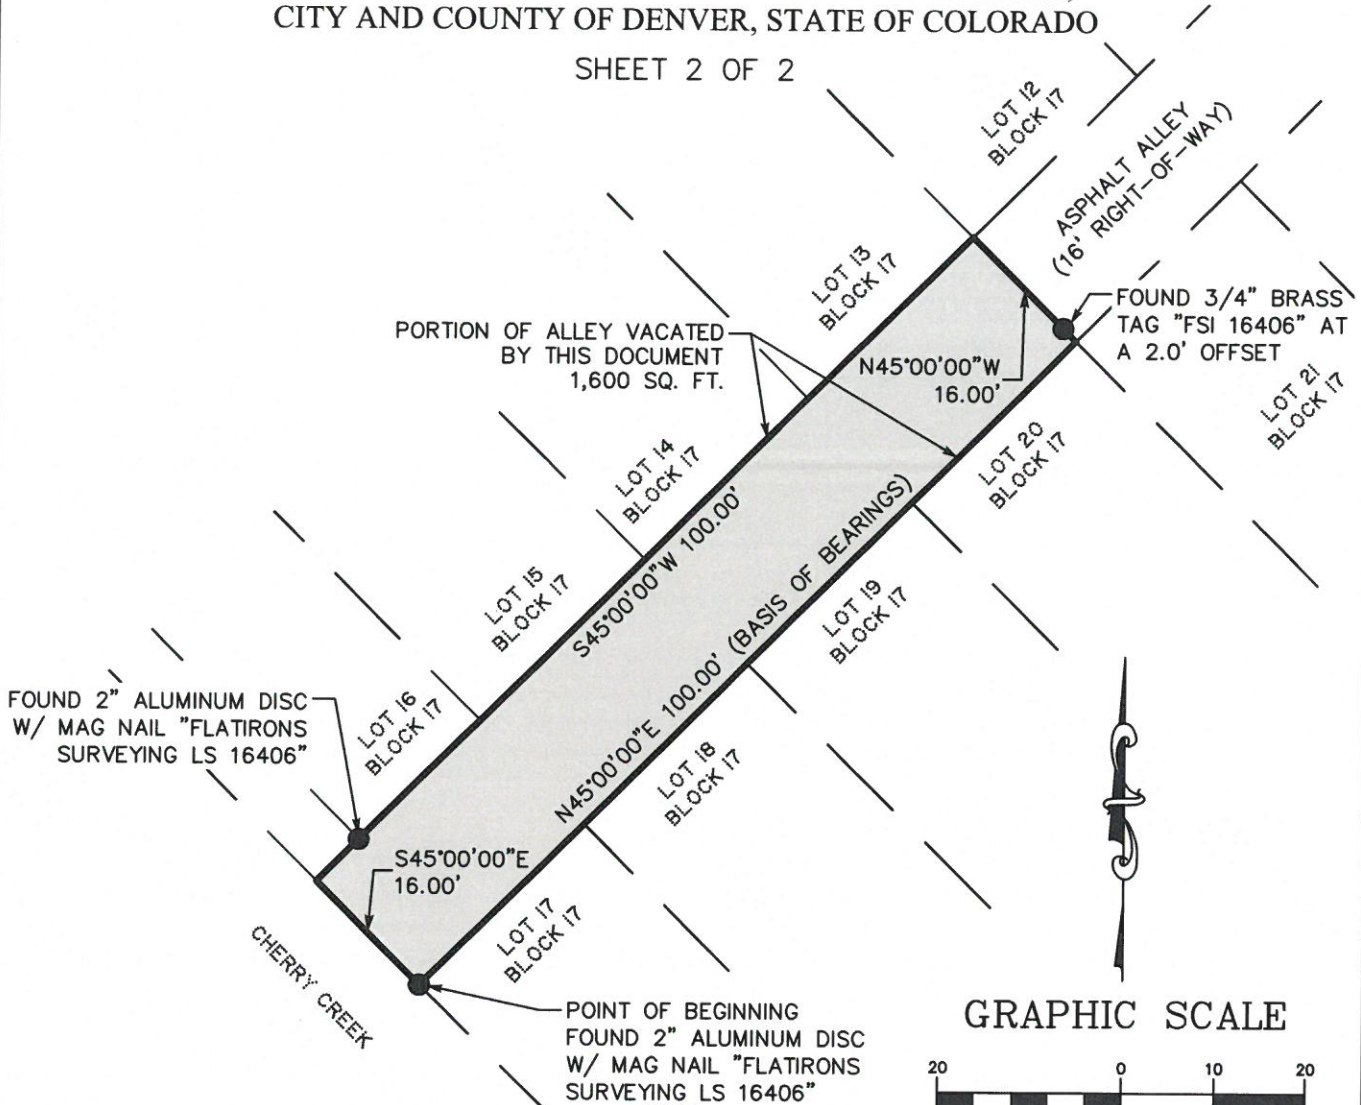 CITY AND COUNTY OF DENVER, STATE OF COLORADO
SHEET 2 OF 2
LOT 12
BLOCK 17
ASPHALT ALLEY
(16' RIGHT-OF-WAY)
LOT 13
BLOCK 17
FOUND 3/4" BRASS
TAG "FSI 16406" AT
A 2.0' OFFSET
PORTION OF ALLEY VACATED
BY THIS DOCUMENT
1,600 SQ. FT.
N45°00'00"W
16.00'
LOT 21
BLOCK 17
LOT 14
BLOCK 17
LOT 20
BLOCK 17
S45°00'00"W 100.00'
N45°00'00"E 100.00' (BASIS OF BEARINGS)
LOT 15
BLOCK 17
LOT 19
BLOCK 17
FOUND 2" ALUMINUM DISC
W/ MAG NAIL "FLATIRONS
SURVEYING LS 16406"
LOT 16
BLOCK 17
LOT 18
BLOCK 17
S45°00'00"E
16.00'
LOT 17
BLOCK 17
CHERRY CREEK
POINT OF BEGINNING
FOUND 2" ALUMINUM DISC
W/ MAG NAIL "FLATIRONS
SURVEYING LS 16406"
GRAPHIC SCALE
20 0 10 20